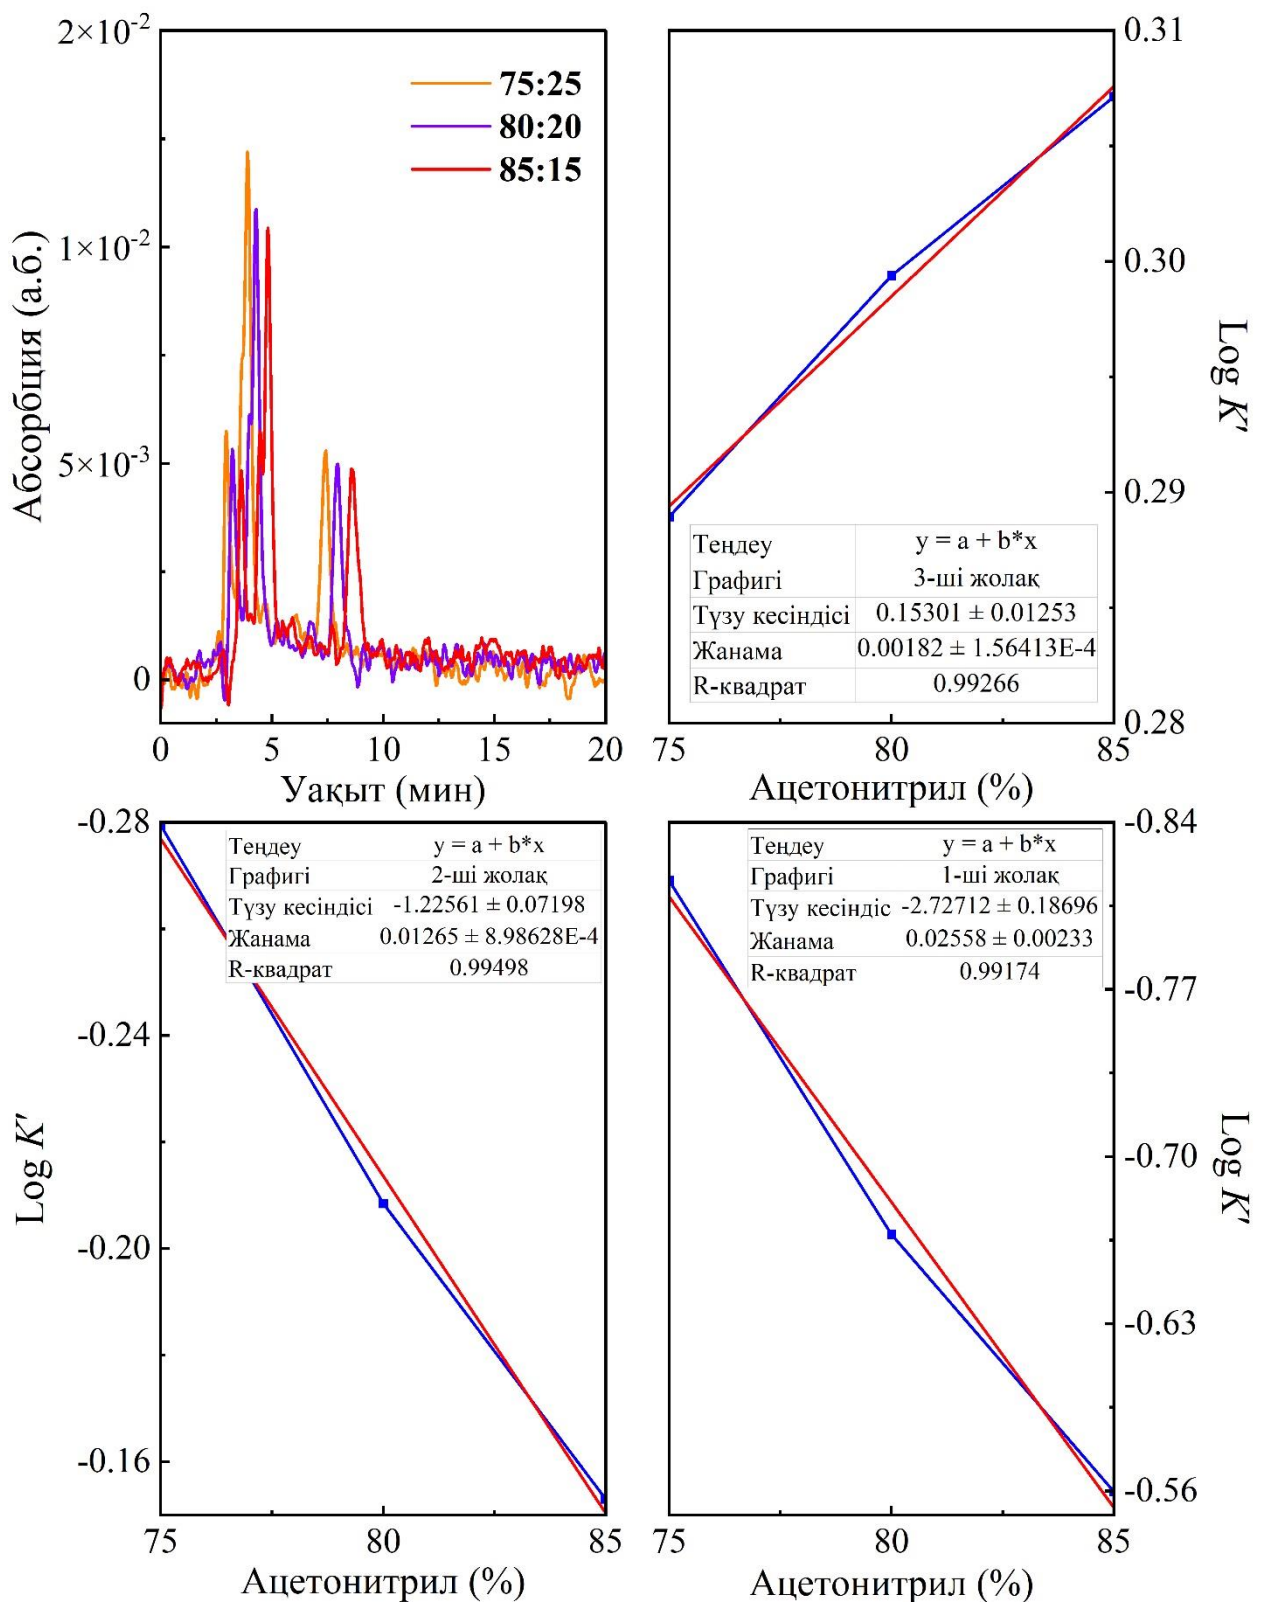 2×10⁻²
1×10⁻²
5×10⁻³
0
Абсорбция (а.б.)
75:25
80:20
85:15
0 5 10 15 20
Уақыт (мин)
0.31
0.30
0.29
0.28
Log K'
Теңдеу y = a + b*x
Графигі 3-ші жолақ
Түзу кесіндісі 0.15301 ± 0.01253
Жанама 0.00182 ± 1.56413E-4
R-квадрат 0.99266
75 80 85
Ацетонитрил (%)
-0.28
-0.24
-0.20
-0.16
Log K'
Теңдеу y = a + b*x
Графигі 2-ші жолақ
Түзу кесіндісі -1.22561 ± 0.07198
Жанама 0.01265 ± 8.98628E-4
R-квадрат 0.99498
75 80 85
Ацетонитрил (%)
-0.84
-0.77
-0.70
-0.63
-0.56
Log K'
Теңдеу y = a + b*x
Графигі 1-ші жолақ
Түзу кесіндіс -2.72712 ± 0.18696
Жанама 0.02558 ± 0.00233
R-квадрат 0.99174
75 80 85
Ацетонитрил (%)